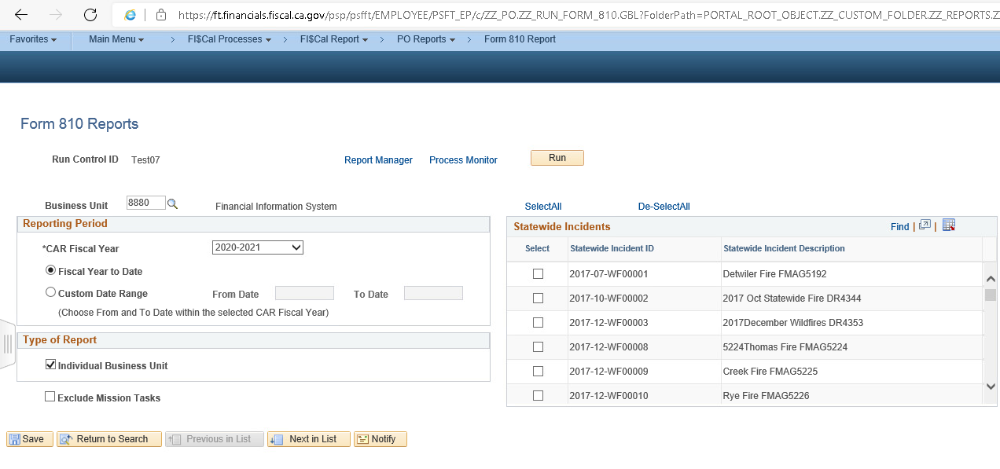 https://ft.financials.fiscal.ca.gov/psp/psfft/EMPLOYEE/PSFT_EP/c/ZZ_PO.ZZ_RUN_FORM_810.GBL?FolderPath=PORTAL_ROOT_OBJECT.ZZ_CUSTOM_FOLDER.ZZ_REPORTS.ZZ
Favorites Main Menu > FI$Cal Processes > FI$Cal Report > PO Reports > Form 810 Report
Form 810 Reports
Run Control ID Test07 Report Manager Process Monitor Run
Business Unit 8880 Financial Information System
Reporting Period
*CAR Fiscal Year 2020-2021
Fiscal Year to Date
Custom Date Range From Date To Date
(Choose From and To Date within the selected CAR Fiscal Year)
Type of Report
Individual Business Unit
Exclude Mission Tasks
SelectAll De-SelectAll
Statewide Incidents Find | |
Select Statewide Incident ID Statewide Incident Description
2017-07-WF00001 Detwiler Fire FMAG5192
2017-10-WF00002 2017 Oct Statewide Fire DR4344
2017-12-WF00003 2017December Wildfires DR4353
2017-12-WF00008 5224Thomas Fire FMAG5224
2017-12-WF00009 Creek Fire FMAG5225
2017-12-WF00010 Rye Fire FMAG5226
Save Return to Search Previous in List Next in List Notify